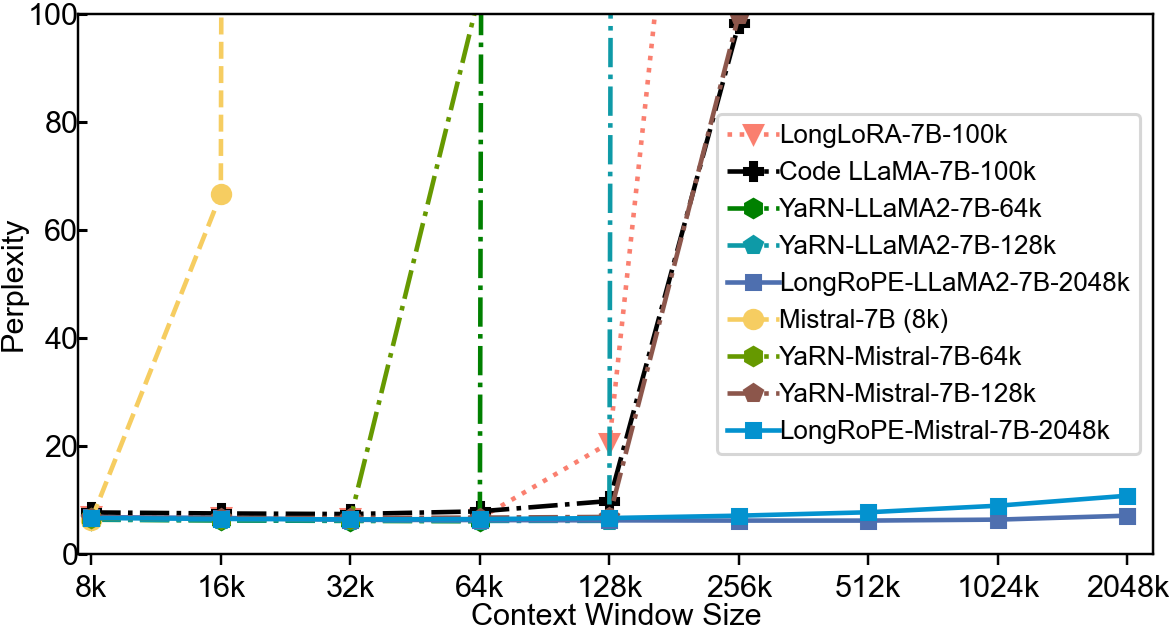 100
80
60
40
20
0
Perplexity
LongLoRA-7B-100k
Code LLaMA-7B-100k
YaRN-LLaMA2-7B-64k
YaRN-LLaMA2-7B-128k
LongRoPE-LLaMA2-7B-2048k
Mistral-7B (8k)
YaRN-Mistral-7B-64k
YaRN-Mistral-7B-128k
LongRoPE-Mistral-7B-2048k
8k 16k 32k 64k 128k 256k 512k 1024k 2048k
Context Window Size